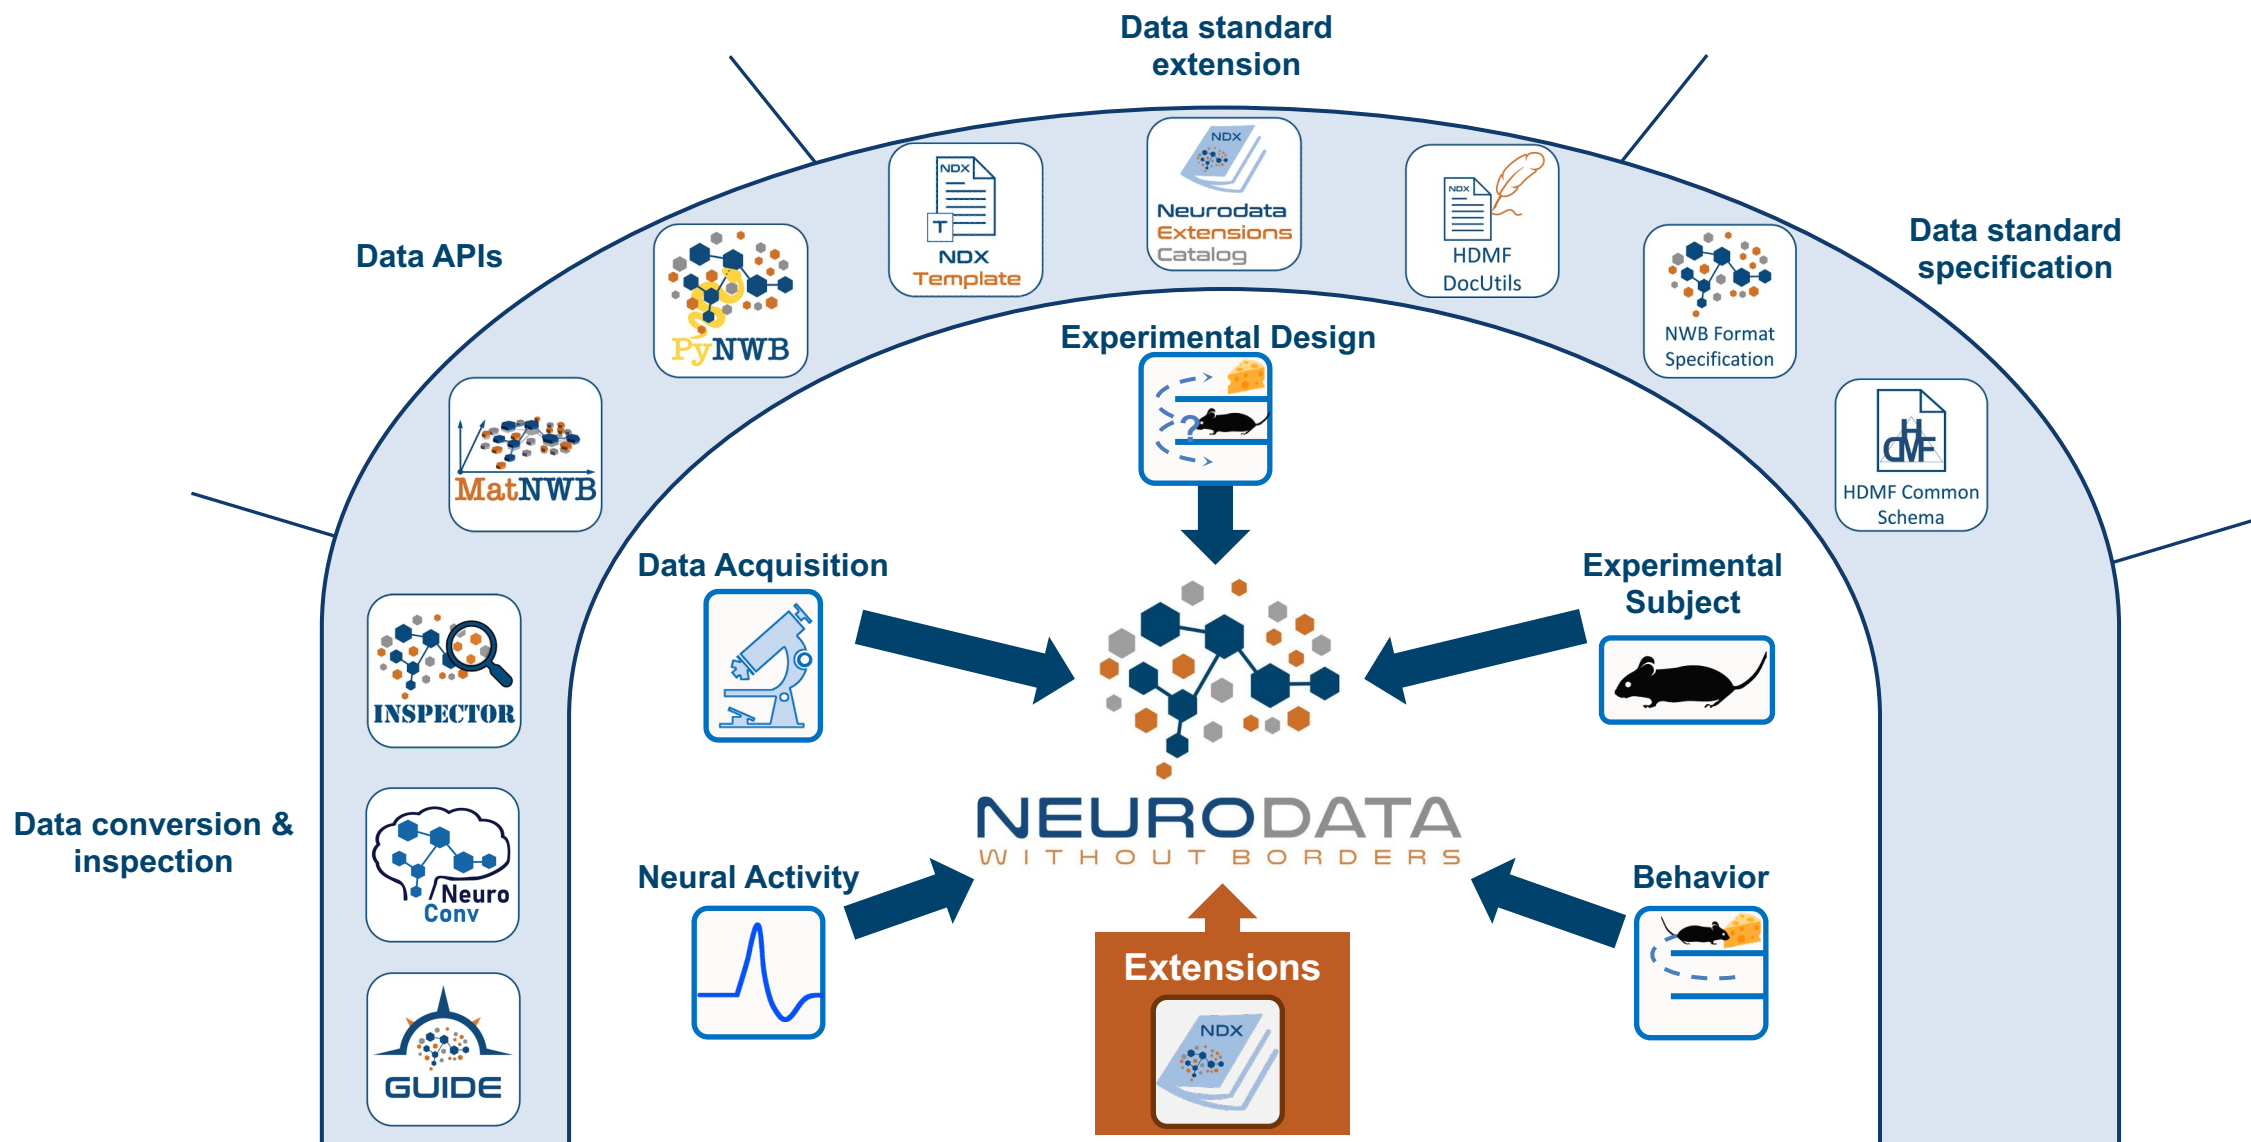 Data standard
extension
Data APIs
Data standard
specification
Data conversion &
inspection
NDX
T
NDX
Template
NDX
Neurodata
Extensions
Catalog
NDX
HDMF
DocUtils
PyNWB
NWB Format
Specification
MatNWB
HDMF
HDMF Common
Schema
INSPECTOR
Neuro
Conv
GUIDE
Experimental Design
?
Data Acquisition
Experimental
Subject
NEURODATA
WITHOUT BORDERS
Neural Activity
Behavior
Extensions
NDX